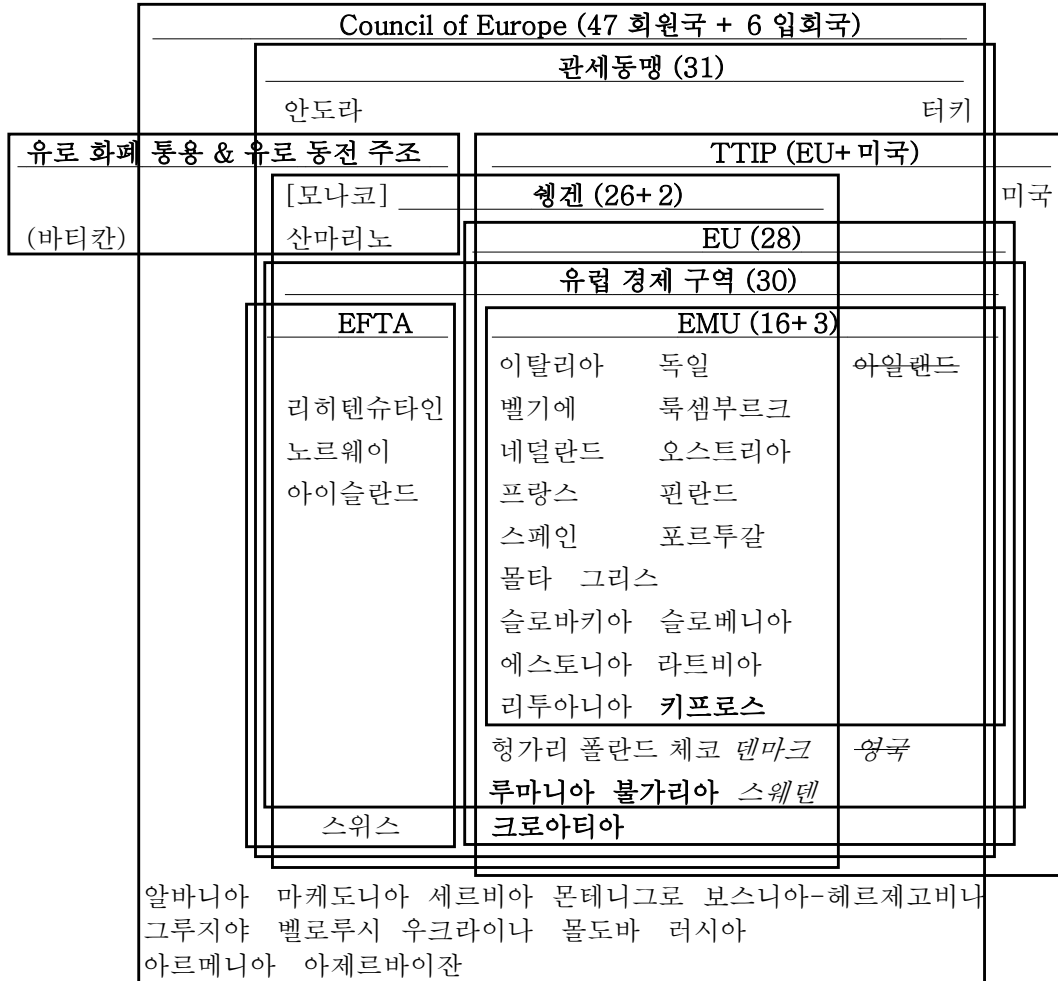 Council of Europe (47 회원국 + 6 입회국)
관세동맹 (31)
안도라 터키
유로 화폐 통용 & 유로 동전 주조 TTIP (EU+미국)
[모나코] 솅겐 (26+2) 미국
(바티칸) 산마리노 EU (28)
유럽 경제 구역 (30)
EFTA EMU (16+3)
이탈리아 독일 아일랜드
리히텐슈타인 벨기에 룩셈부르크
노르웨이 네덜란드 오스트리아
아이슬란드 프랑스 핀란드
스페인 포르투갈
몰타 그리스
슬로바키아 슬로베니아
에스토니아 라트비아
리투아니아 키프로스
헝가리 폴란드 체코 덴마크 영국
루마니아 불가리아 스웨덴
스위스 크로아티아
알바니아 마케도니아 세르비아 몬테니그로 보스니아-헤르제고비나
그루지야 벨로루시 우크라이나 몰도바 러시아
아르메니아 아제르바이잔